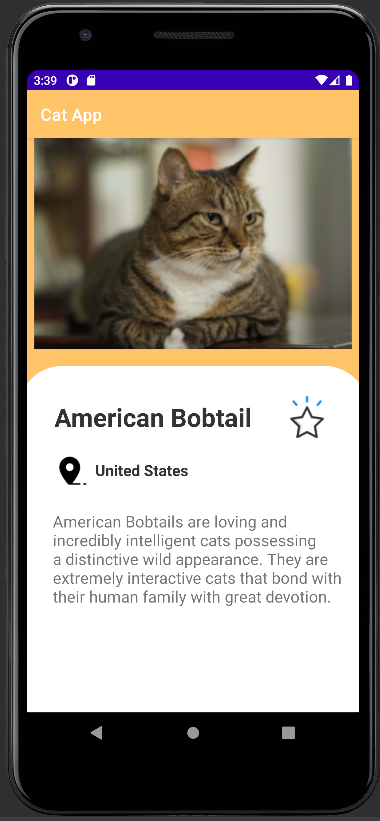 3:39
Cat App
American Bobtail
United States
American Bobtails are loving and
incredibly intelligent cats possessing
a distinctive wild appearance. They are
extremely interactive cats that bond with
their human family with great devotion.